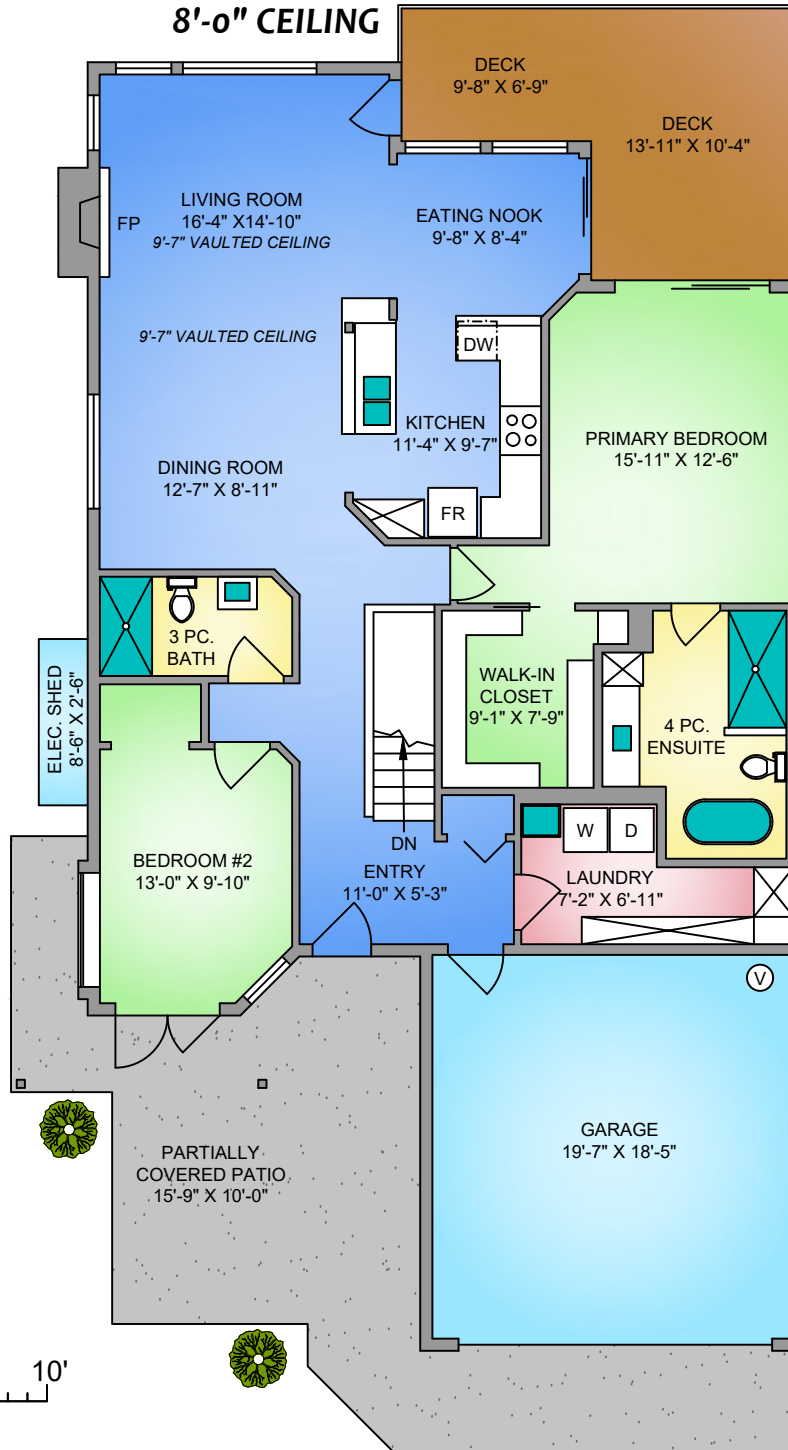 8'-0" CEILING
DECK
9'-8" X 6'-9"
DECK
13'-11" X 10'-4"
LIVING ROOM
16'-4" X14'-10"
9'-7" VAULTED CEILING
FP
EATING NOOK
9'-8" X 8'-4"
9'-7" VAULTED CEILING
DW
KITCHEN
11'-4" X 9'-7"
PRIMARY BEDROOM
15'-11" X 12'-6"
DINING ROOM
12'-7" X 8'-11"
FR
3 PC.
BATH
ELEC. SHED
8'-6" X 2'-6"
WALK-IN
CLOSET
9'-1" X 7'-9"
4 PC.
ENSUITE
DN
W
D
BEDROOM #2
13'-0" X 9'-10"
ENTRY
11'-0" X 5'-3"
LAUNDRY
7'-2" X 6'-11"
V
GARAGE
19'-7" X 18'-5"
PARTIALLY
COVERED PATIO
15'-9" X 10'-0"
10'